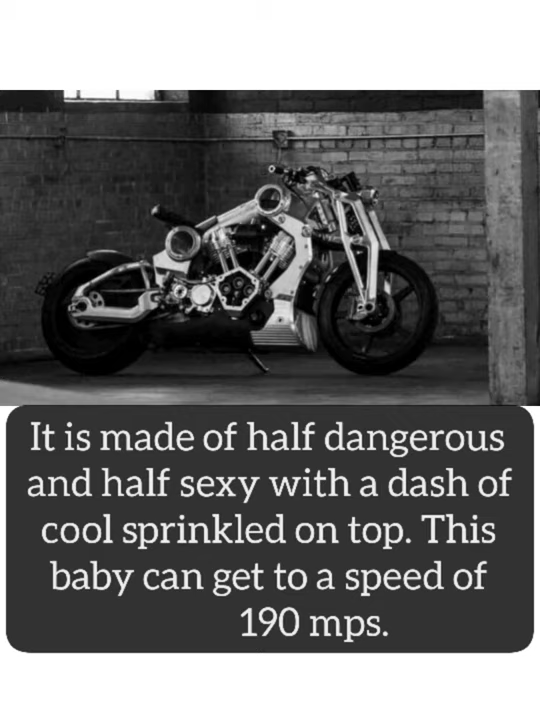 It is made of half dangerous
and half sexy with a dash of
cool sprinkled on top. This
baby can get to a speed of
190 mps.